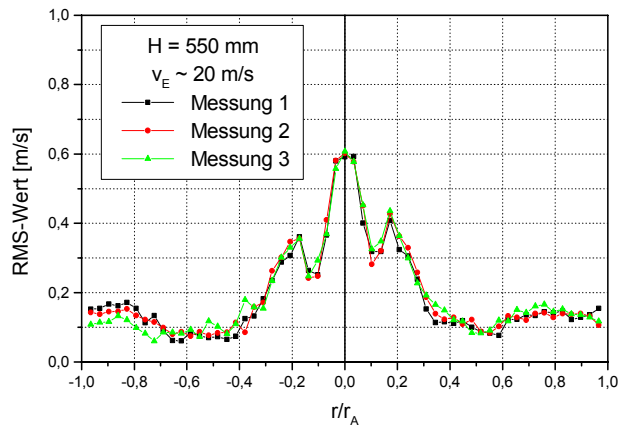 1,0
0,8
0,6
0,4
0,2
0,0
RMS-Wert [m/s]
H = 550 mm
v_E ~ 20 m/s
Messung 1
Messung 2
Messung 3
-1,0 -0,8 -0,6 -0,4 -0,2 0,0 0,2 0,4 0,6 0,8 1,0
r/r_A